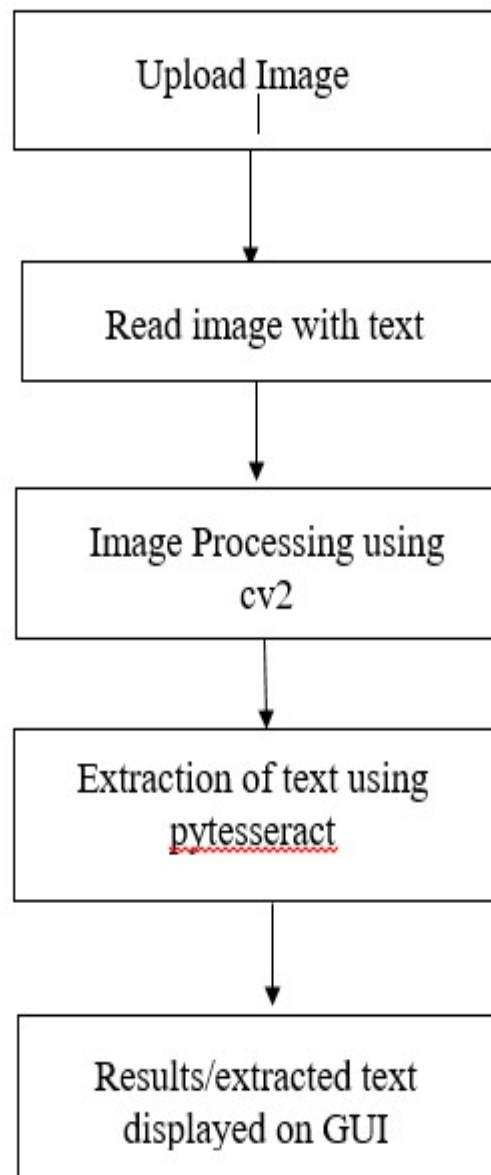 Upload Image
Read image with text
Image Processing using
cv2
Extraction of text using
pytesseract
Results/extracted text
displayed on GUI